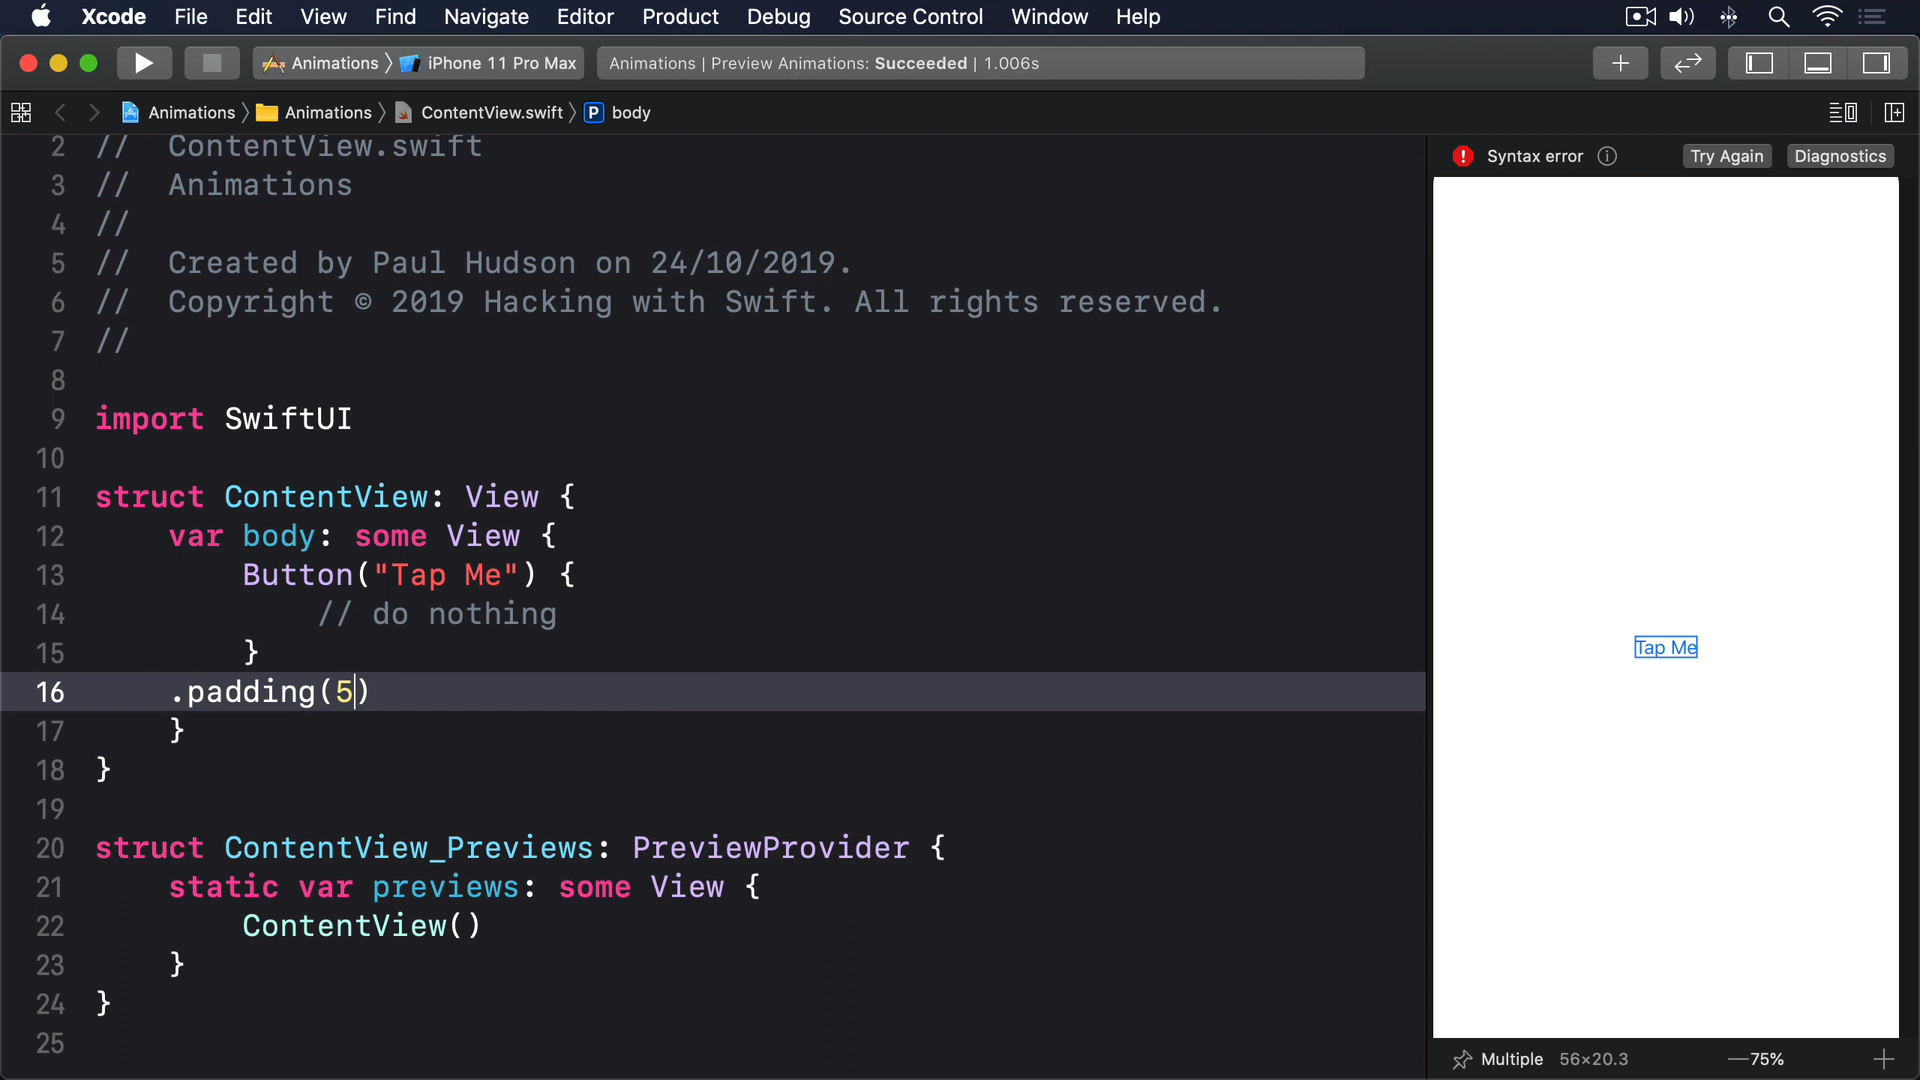 Xcode File Edit View Find Navigate Editor Product Debug Source Control Window Help
Animations 〉 iPhone 11 Pro Max
Animations | Preview Animations: Succeeded | 1.006s
Animations 〉 Animations 〉 ContentView.swift 〉 P body
2 //  ContentView.swift
3 //  Animations
4 //
5 //  Created by Paul Hudson on 24/10/2019.
6 //  Copyright © 2019 Hacking with Swift. All rights reserved.
7 //
8
9 import SwiftUI
10
11 struct ContentView: View {
12     var body: some View {
13         Button("Tap Me") {
14             // do nothing
15         }
16     .padding(5)
17     }
18 }
19
20 struct ContentView_Previews: PreviewProvider {
21     static var previews: some View {
22         ContentView()
23     }
24 }
25
Syntax error Try Again Diagnostics
Tap Me
Multiple 56×20.3 — 75% +